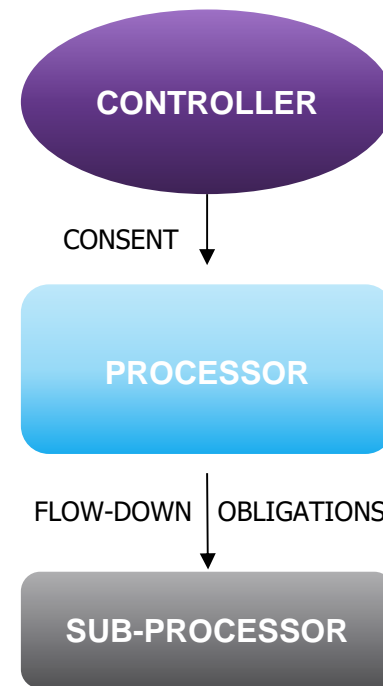 CONTROLLER
CONSENT
PROCESSOR
FLOW-DOWN OBLIGATIONS
SUB-PROCESSOR